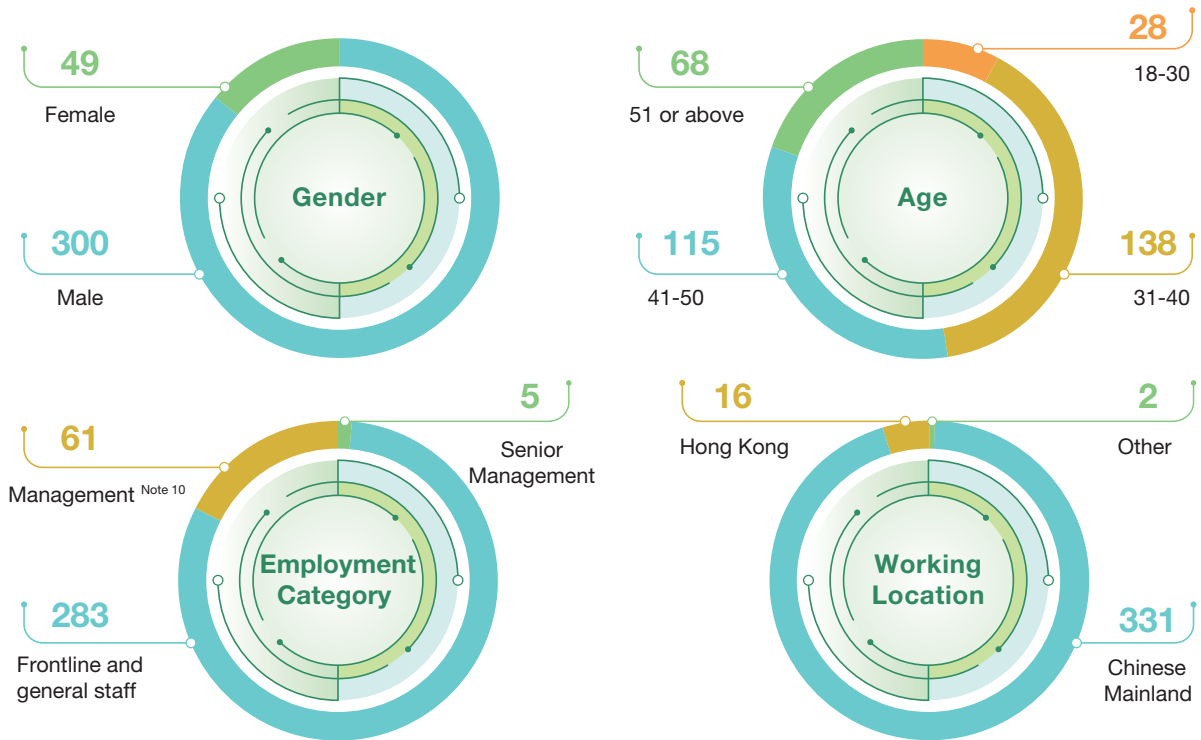 49
Female
300
Male
Gender
68
51 or above
28
18-30
115
41-50
138
31-40
Age
61
Management Note 10
5
Senior
Management
283
Frontline and
general staff
Employment
Category
16
Hong Kong
2
Other
331
Chinese
Mainland
Working
Location